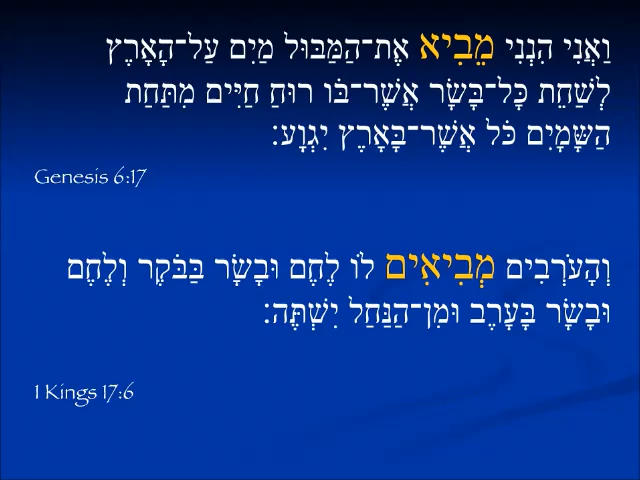 וַאֲנִי הִנְנִי מֵבִיא אֶת־הַמַּבּוּל מַיִם עַל־הָאָרֶץ
לְשַׁחֵת כָּל־בָּשָׂר אֲשֶׁר־בּוֹ רוּחַ חַיִּים מִתַּחַת
הַשָּׁמָיִם כֹּל אֲשֶׁר־בָּאָרֶץ יִגְוָע׃
Genesis 6:17
וְהָעֹרְבִים מְבִיאִים לוֹ לֶחֶם וּבָשָׂר בַּבֹּקֶר וְלֶחֶם
וּבָשָׂר בָּעָרֶב וּמִן־הַנַּחַל יִשְׁתֶּה׃
1 Kings 17:6